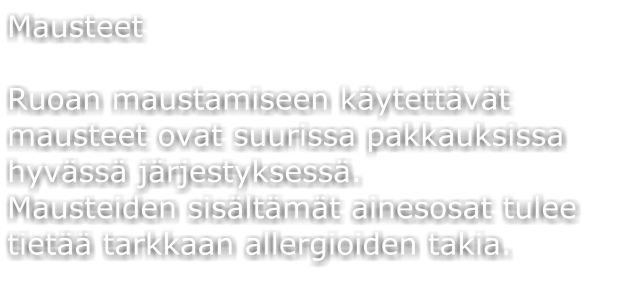 Mausteet
Ruoan maustamiseen käytettävät
mausteet ovat suurissa pakkauksissa
hyvässä järjestyksessä.
Mausteiden sisältämät ainesosat tulee
tietää tarkkaan allergioiden takia.